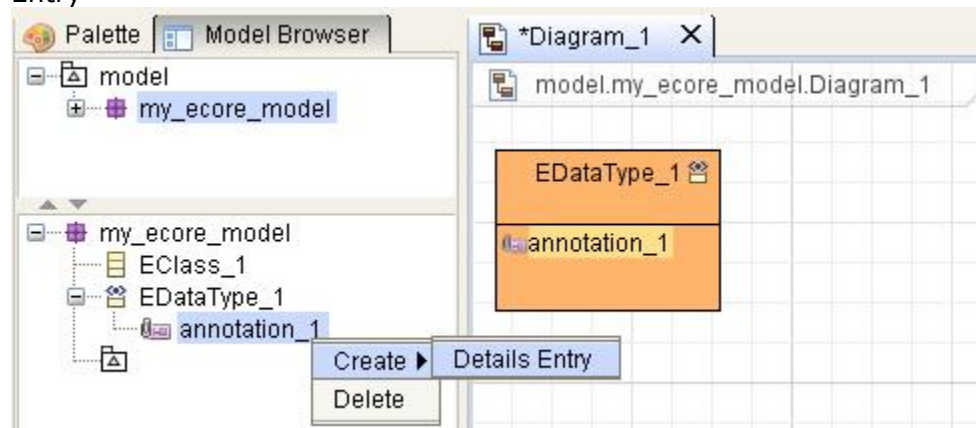 Entry
Palette Model Browser *Diagram_1 X
model
my_ecore_model
model.my_ecore_model.Diagram_1
EDataType_1
annotation_1
my_ecore_model
EClass_1
EDataType_1
annotation_1
Create Details Entry
Delete